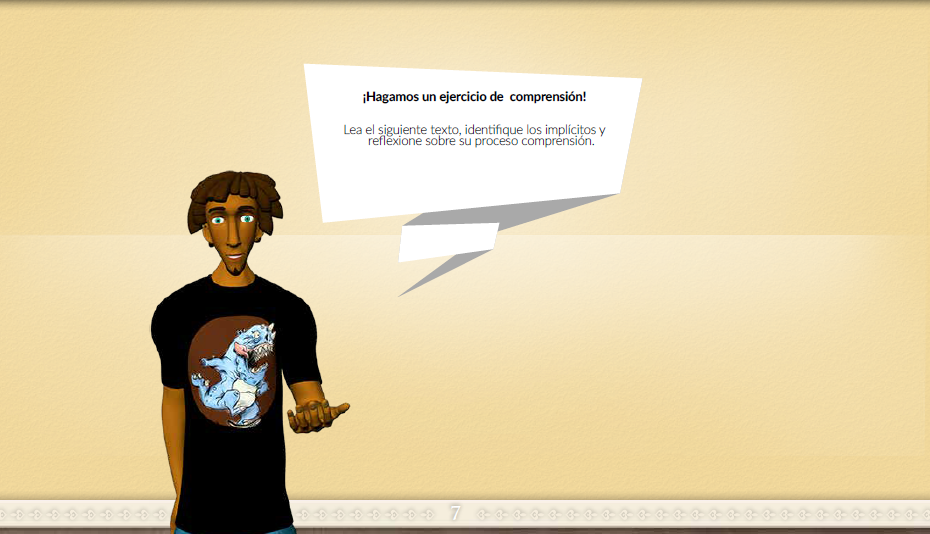 ¡Hagamos un ejercicio de  comprensión!
Lea el siguiente texto, identifique los implícitos y
reflexione sobre su proceso comprensión.
7